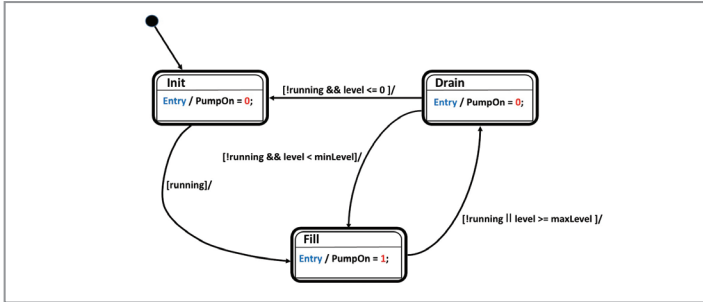 Init
Entry / PumpOn = 0;
[!running && level <= 0 ]/
Drain
Entry / PumpOn = 0;
[!running && level < minLevel]/
[running]/
[!running || level >= maxLevel ]/
Fill
Entry / PumpOn = 1;